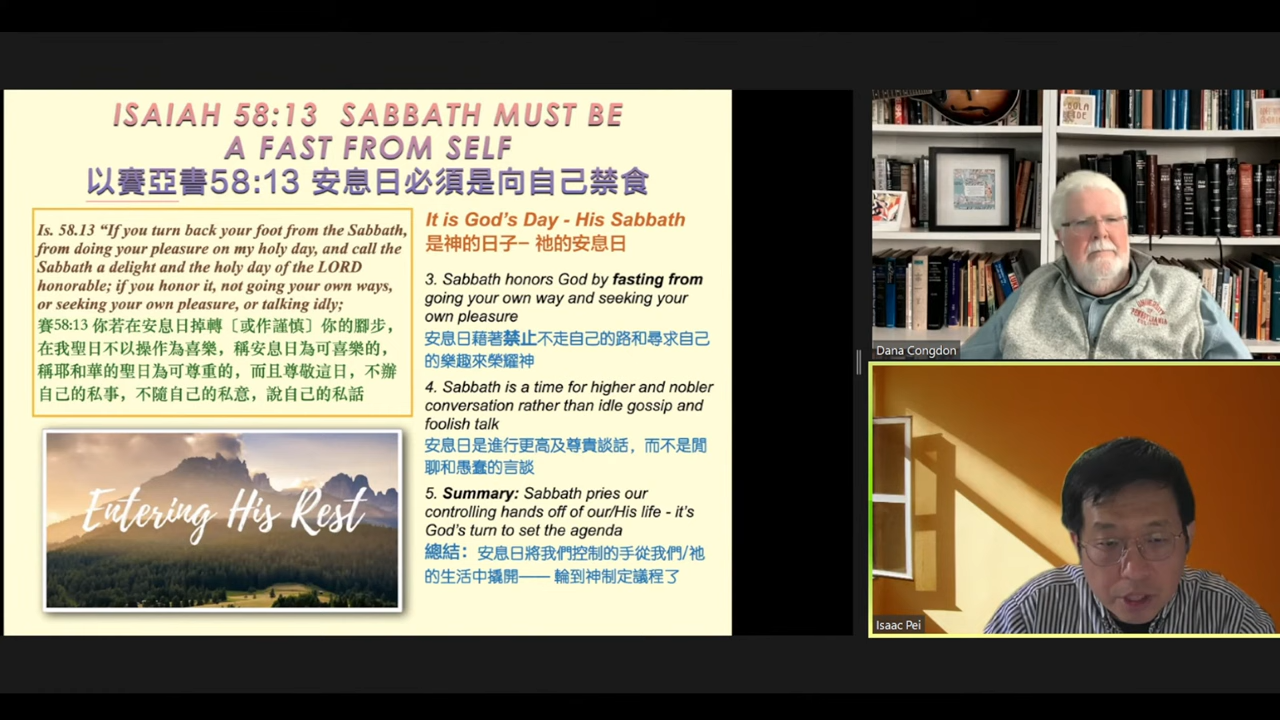 ISAIAH 58:13 SABBATH MUST BE
A FAST FROM SELF
以賽亞書58:13 安息日必須是向自己禁食
Is. 58.13 “If you turn back your foot from the Sabbath,
from doing your pleasure on my holy day, and call the
Sabbath a delight and the holy day of the LORD
honorable; if you honor it, not going your own ways,
or seeking your own pleasure, or talking idly;
賽58:13 你若在安息日掉轉〔或作謹慎〕你的腳步，
在我聖日不以操作為喜樂，稱安息日為可喜樂的，
稱耶和華的聖日為可尊重的，而且尊敬這日，不辦
自己的私事，不隨自己的私意，說自己的私話
Entering His Rest
It is God’s Day - His Sabbath
是神的日子– 祂的安息日
3. Sabbath honors God by fasting from
going your own way and seeking your
own pleasure
安息日藉著禁止不走自己的路和尋求自己
的樂趣來榮耀神
4. Sabbath is a time for higher and nobler
conversation rather than idle gossip and
foolish talk
安息日是進行更高及尊貴談話，而不是閒
聊和愚蠢的言談
5. Summary: Sabbath pries our
controlling hands off of our/His life - it’s
God’s turn to set the agenda
總結：安息日將我們控制的手從我們/祂
的生活中撬開—— 輪到神制定議程了
Dana Congdon
UNIVERSITY
PENNSYLVANIA
Isaac Pei